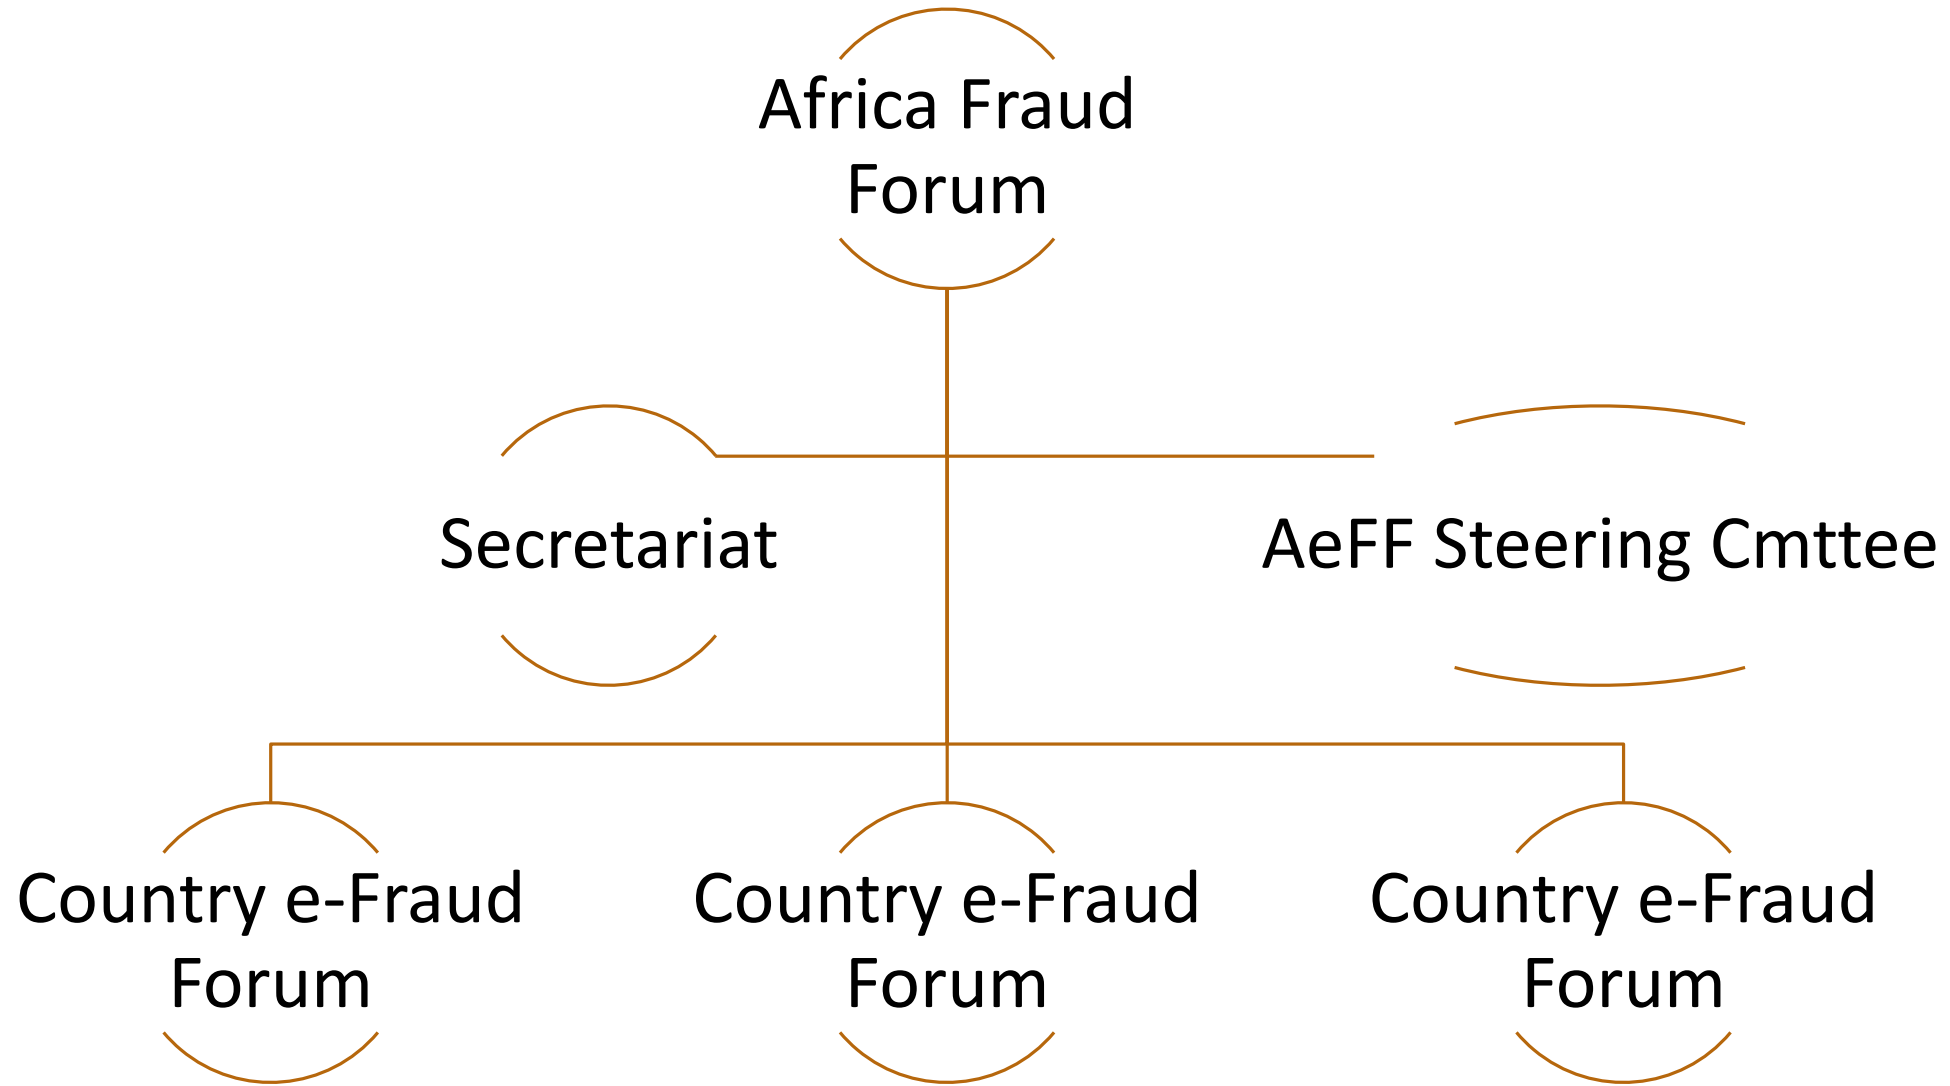 Africa Fraud
Forum
Secretariat
AeFF Steering Cmttee
Country e-Fraud
Forum
Country e-Fraud
Forum
Country e-Fraud
Forum